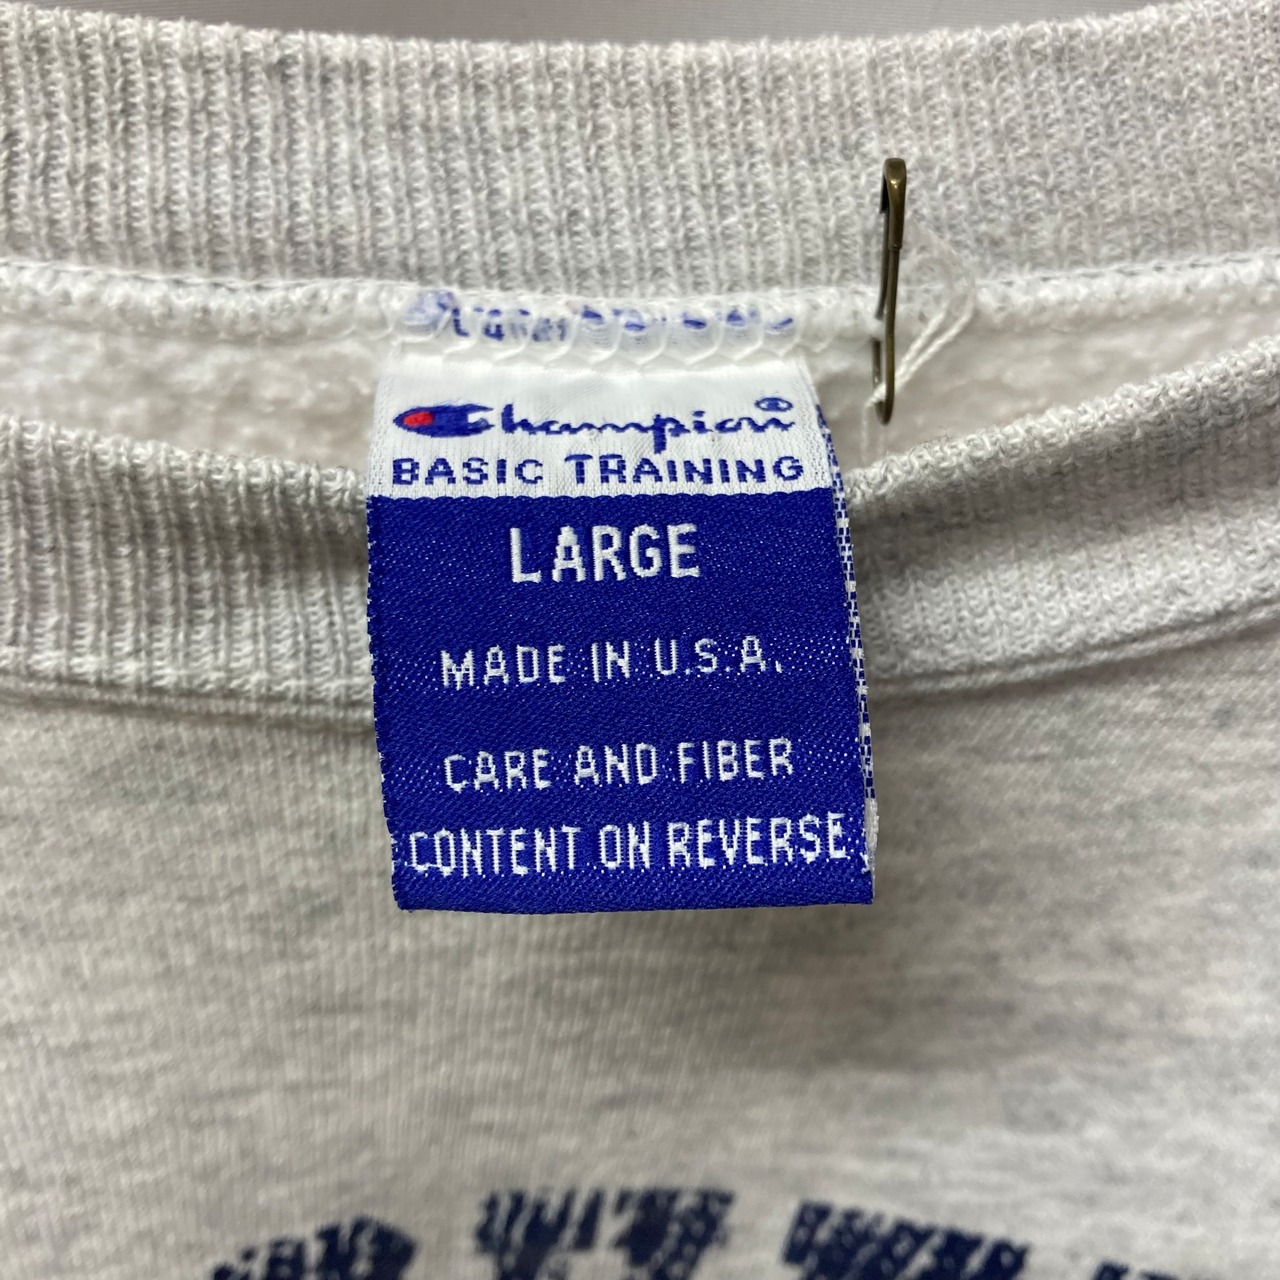 Champion®
BASIC TRAINING
LARGE
MADE IN U.S.A.
CARE AND FIBER
CONTENT ON REVERSE